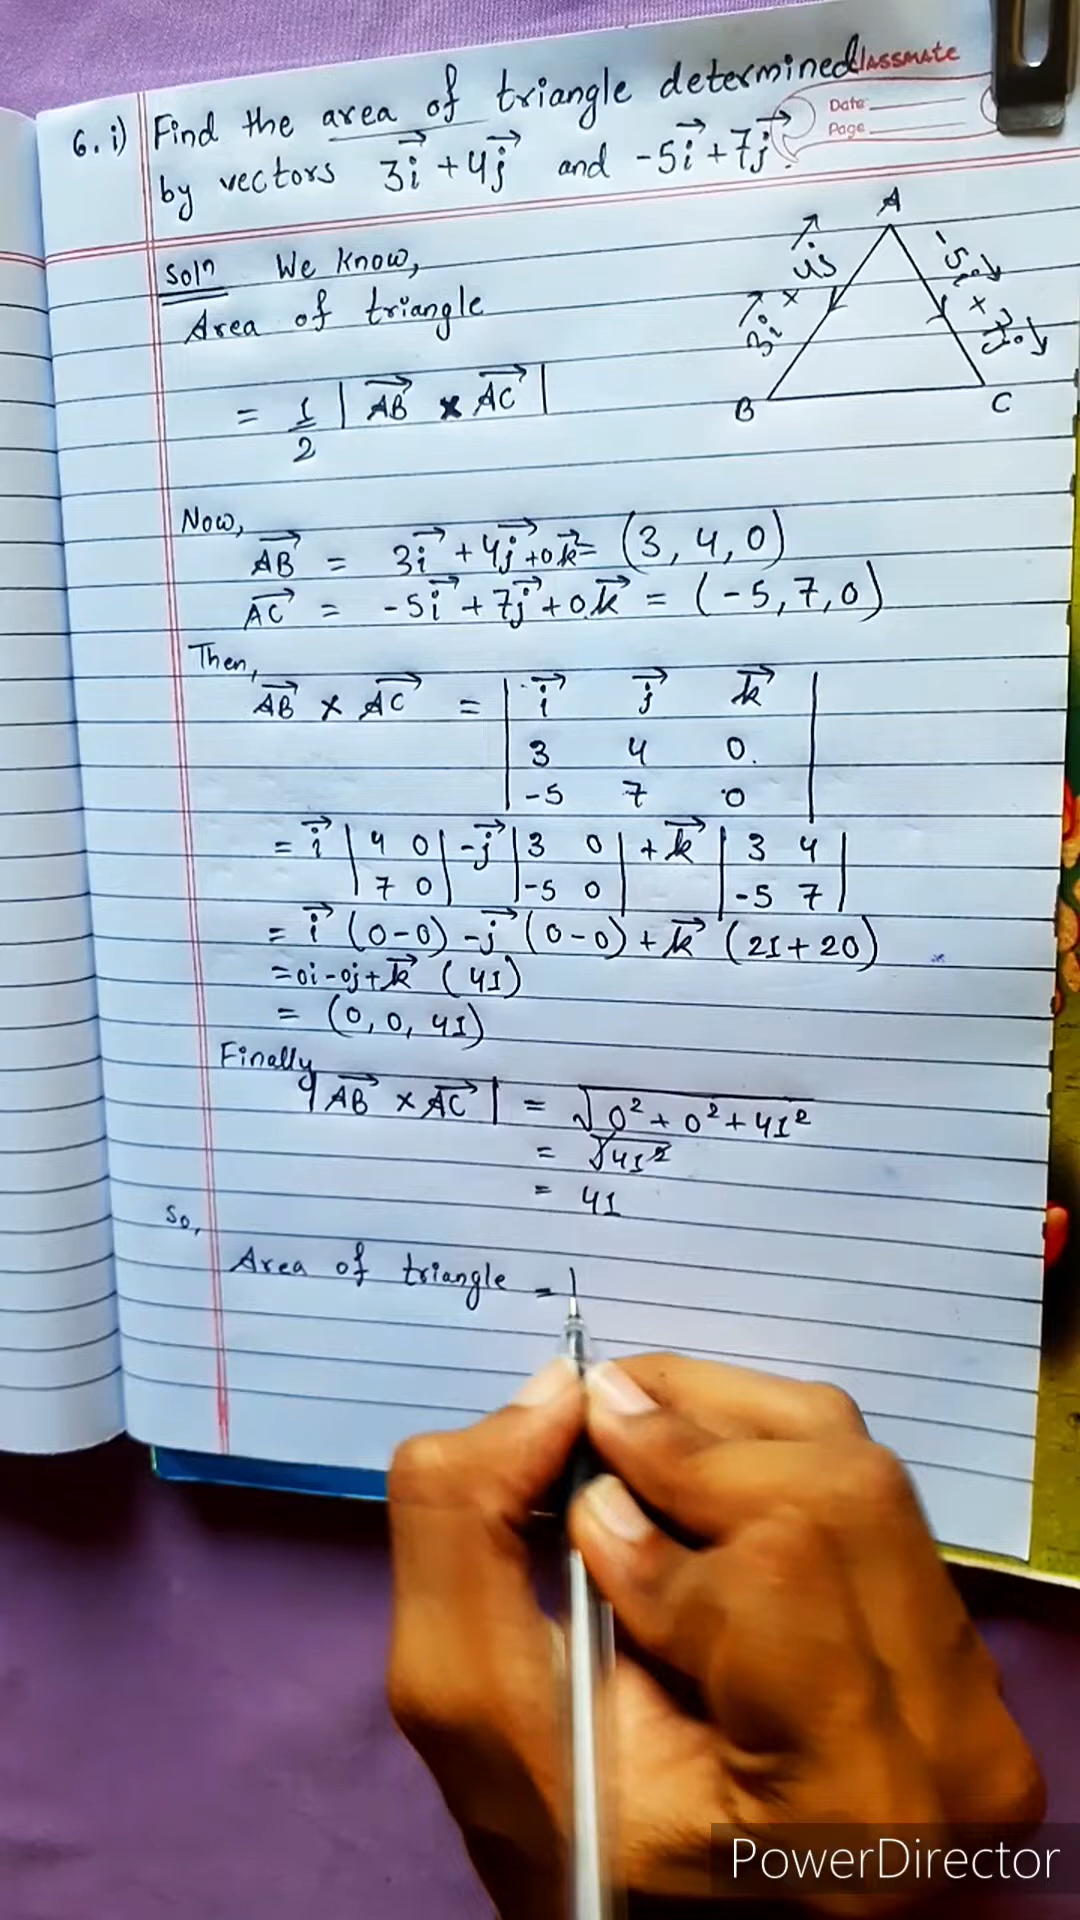 classmate
Date
Page
6. i) Find the area of triangle determined
by vectors 3i⃗ + 4j⃗ and -5i⃗ + 7j⃗.
Solⁿ We know,
Area of triangle
= 1/2 | AB⃗ × AC⃗ |
A
3i⃗ + 4j⃗
-5i⃗ + 7j⃗
B
C
Now,
AB⃗ = 3i⃗ + 4j⃗ + 0k⃗ = (3, 4, 0)
AC⃗ = -5i⃗ + 7j⃗ + 0.k⃗ = (-5, 7, 0)
Then,
AB⃗ × AC⃗ = | i⃗ j⃗ k⃗ |
3 4 0
-5 7 0
= i⃗ | 4 0 | -j⃗ | 3 0 | + k⃗ | 3 4 |
7 0 -5 0 -5 7
= i⃗ (0-0) -j⃗ (0-0) + k⃗ (21+20)
= 0i - 0j + k⃗ (41)
= (0, 0, 41)
Finally
| AB⃗ × AC⃗ | = √0² + 0² + 41²
= √41²
= 41
So,
Area of triangle = 1
PowerDirector